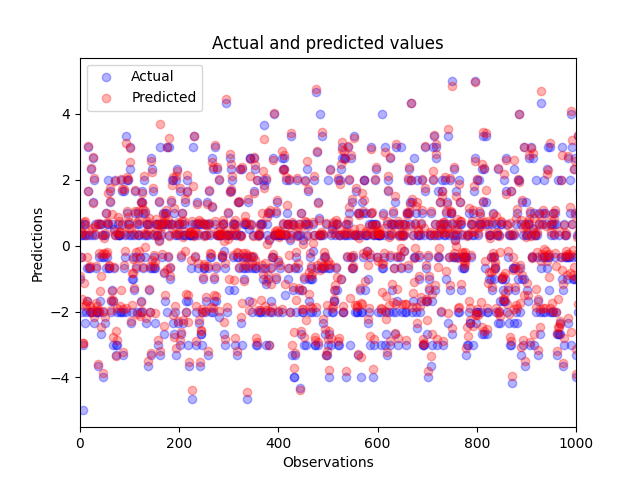 Actual and predicted values
Actual
Predicted
4
2
0
−2
−4
Predictions
0
200
400
600
800
1000
Observations